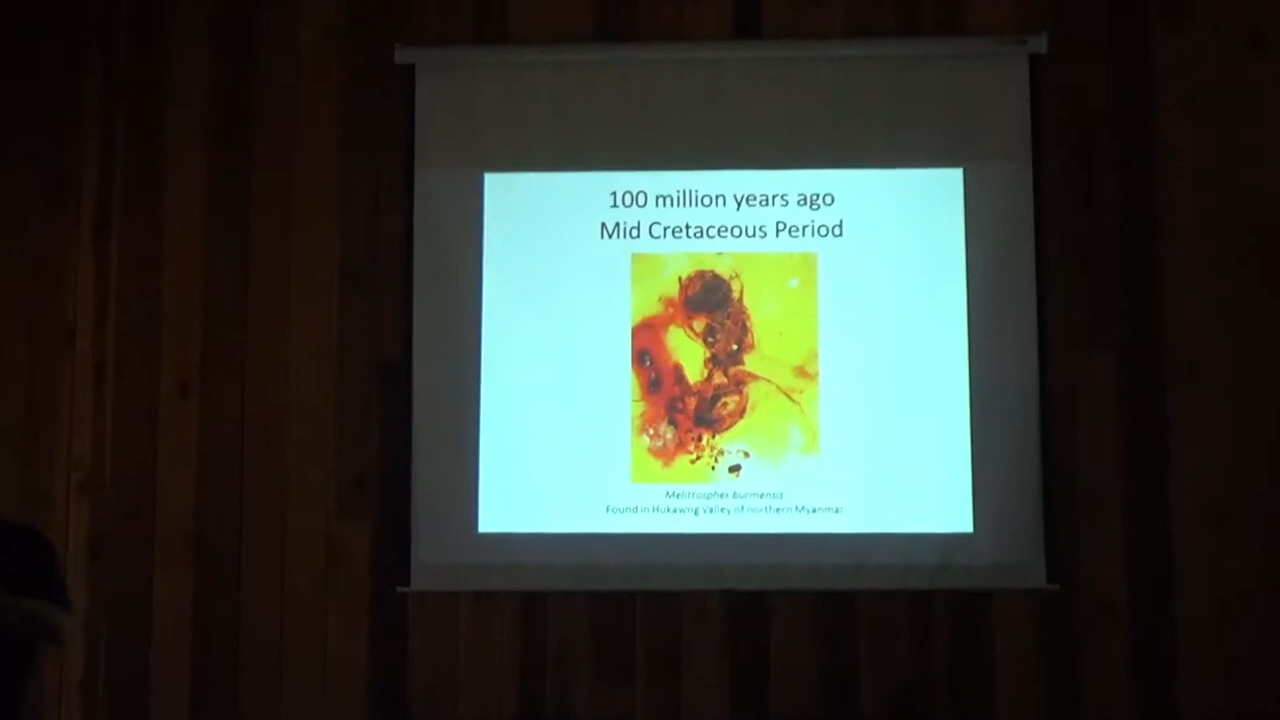 100 million years ago
Mid Cretaceous Period
Melittosphex burmensis
Found in Hukawng Valley of northern Myanmar